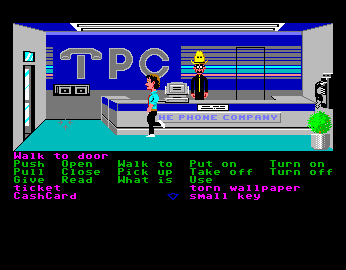 TPC
HE PHONE COMPANY
Walk to door
Push Open Walk to Put on Turn on
Pull Close Pick up Take off Turn off
Give Read What is Use
ticket torn wallpaper
CashCard small key